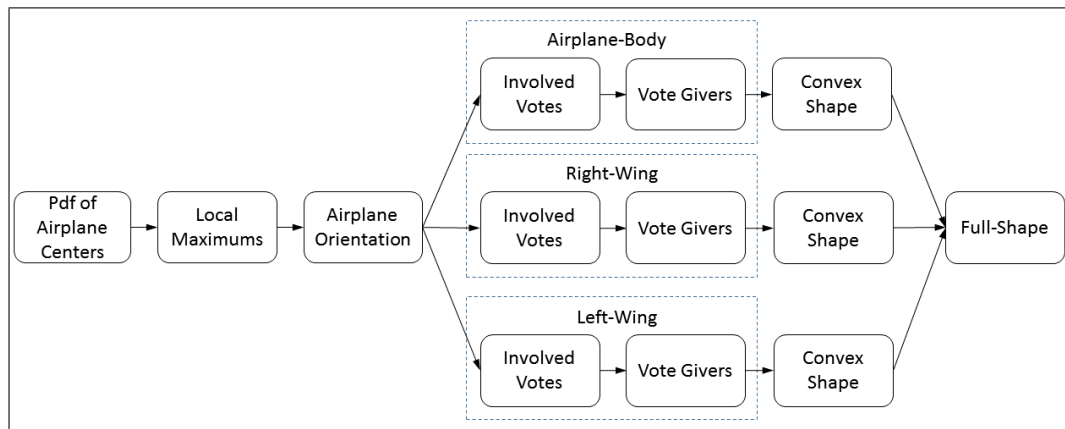 Airplane-Body
Involved
Votes
Vote Givers
Convex
Shape
Right-Wing
Pdf of
Airplane
Centers
Local
Maximums
Airplane
Orientation
Involved
Votes
Vote Givers
Convex
Shape
Full-Shape
Left-Wing
Involved
Votes
Vote Givers
Convex
Shape